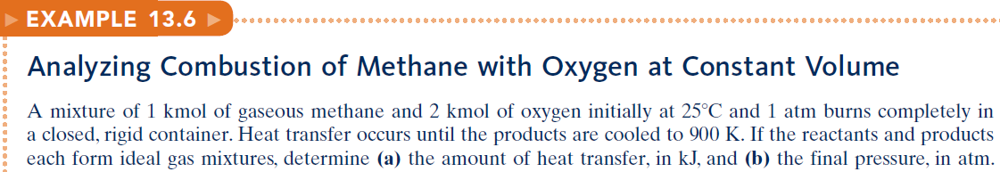 EXAMPLE 13.6
Analyzing Combustion of Methane with Oxygen at Constant Volume
A mixture of 1 kmol of gaseous methane and 2 kmol of oxygen initially at 25°C and 1 atm burns completely in
a closed, rigid container. Heat transfer occurs until the products are cooled to 900 K. If the reactants and products
each form ideal gas mixtures, determine (a) the amount of heat transfer, in kJ, and (b) the final pressure, in atm.